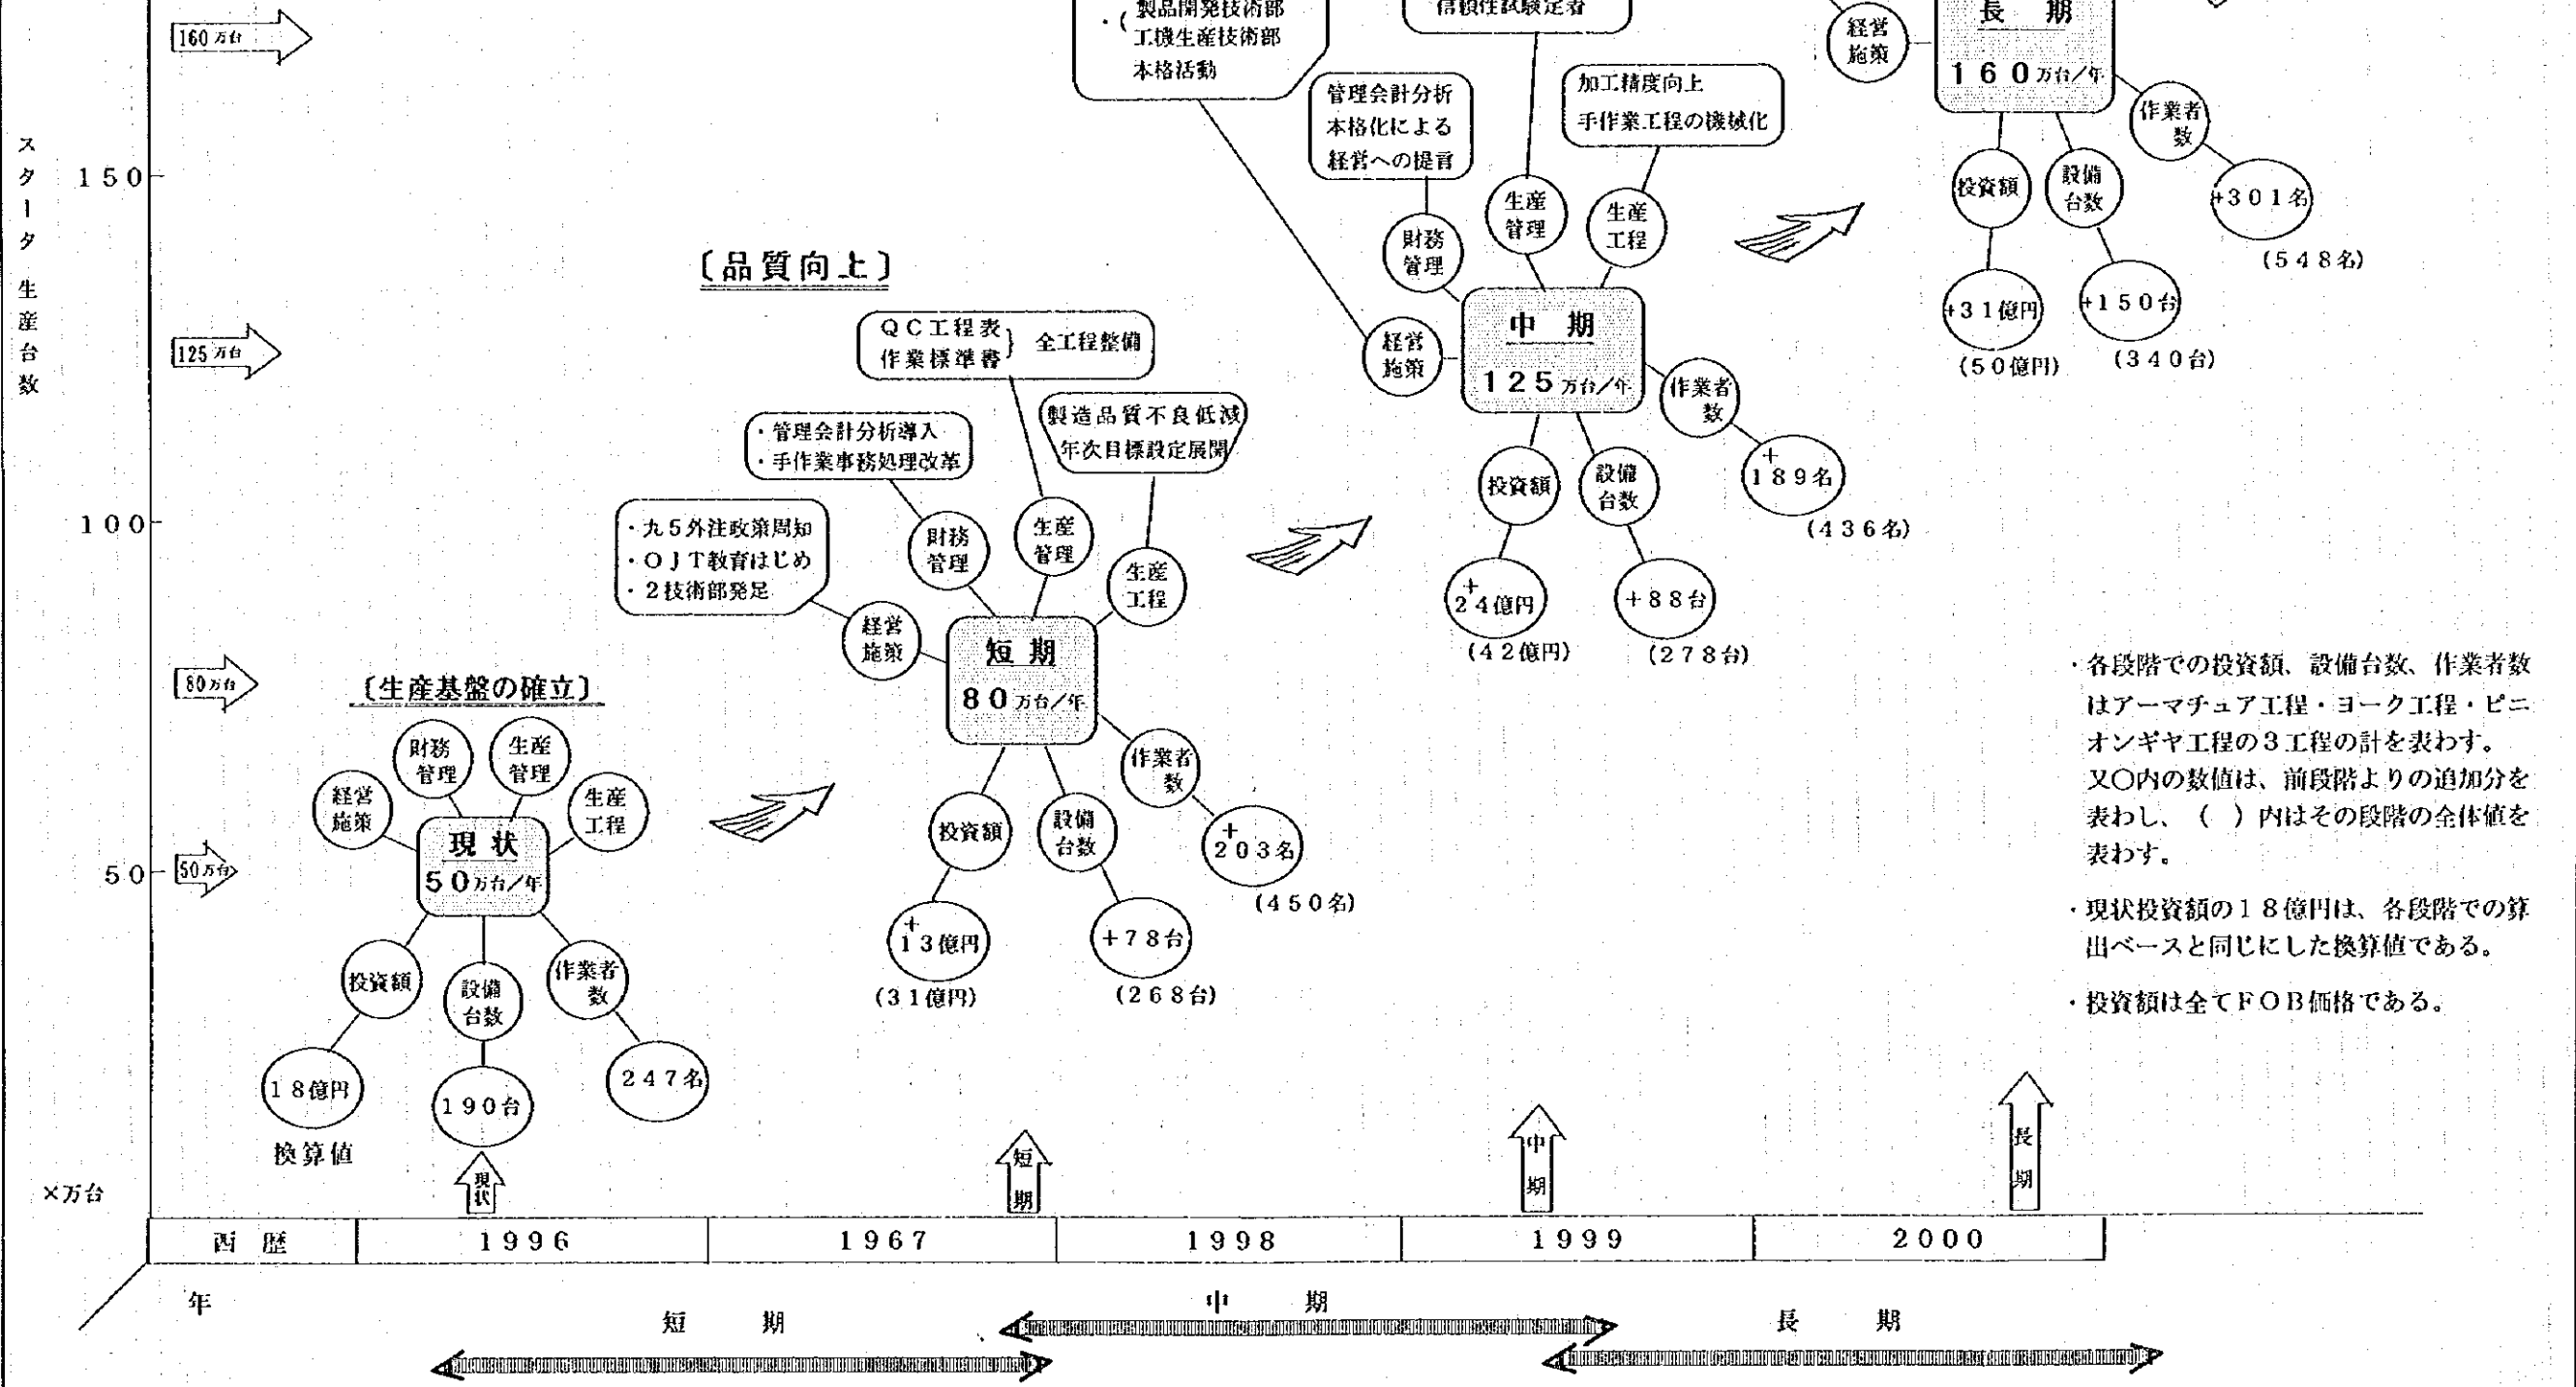 製品開発技術部
・(工機生産技術部
本格活動
信頼性試験定着
経営
施策
長 期
160万台/年
作業者
数
+301名
(548名)
投資額
+31億円
(50億円)
設備
台数
+150台
(340台)
160万台
スタータ生産台数
150
125万台
100
80万台
50
50万台
×万台
管理会計分析
本格化による
経営への提言
加工精度向上
手作業工程の機械化
財務
管理
生産
管理
生産
工程
経営
施策
中 期
125万台/年
作業者
数
+
189名
(436名)
投資額
+
24億円
(42億円)
設備
台数
+88台
(278台)
〔品質向上〕
QC工程表
作業標準書} 全工程整備
製造品質不良低減
年次目標設定展開
・管理会計分析導入
・手作業事務処理改革
・九5外注政策周知
・OJT教育はじめ
・2技術部発足
財務
管理
生産
管理
生産
工程
経営
施策
短 期
80万台/年
作業者
数
+
203名
(450名)
投資額
+
13億円
(31億円)
設備
台数
+78台
(268台)
〔生産基盤の確立〕
財務
管理
生産
管理
経営
施策
生産
工程
現 状
50万台/年
投資額
18億円
換算値
設備
台数
190台
作業者
数
247名
・各段階での投資額、設備台数、作業者数
はアーマチュア工程・ヨーク工程・ピニ
オンギヤ工程の3工程の計を表わす。
又〇内の数値は、前段階よりの追加分を
表わし、( )内はその段階の全体値を
表わす。
・現状投資額の18億円は、各段階での算
出ベースと同じにした換算値である。
・投資額は全てFOB価格である。
現状
短期
中期
長期
西 歴 1996 1967 1998 1999 2000
年
短 期
中 期
長 期